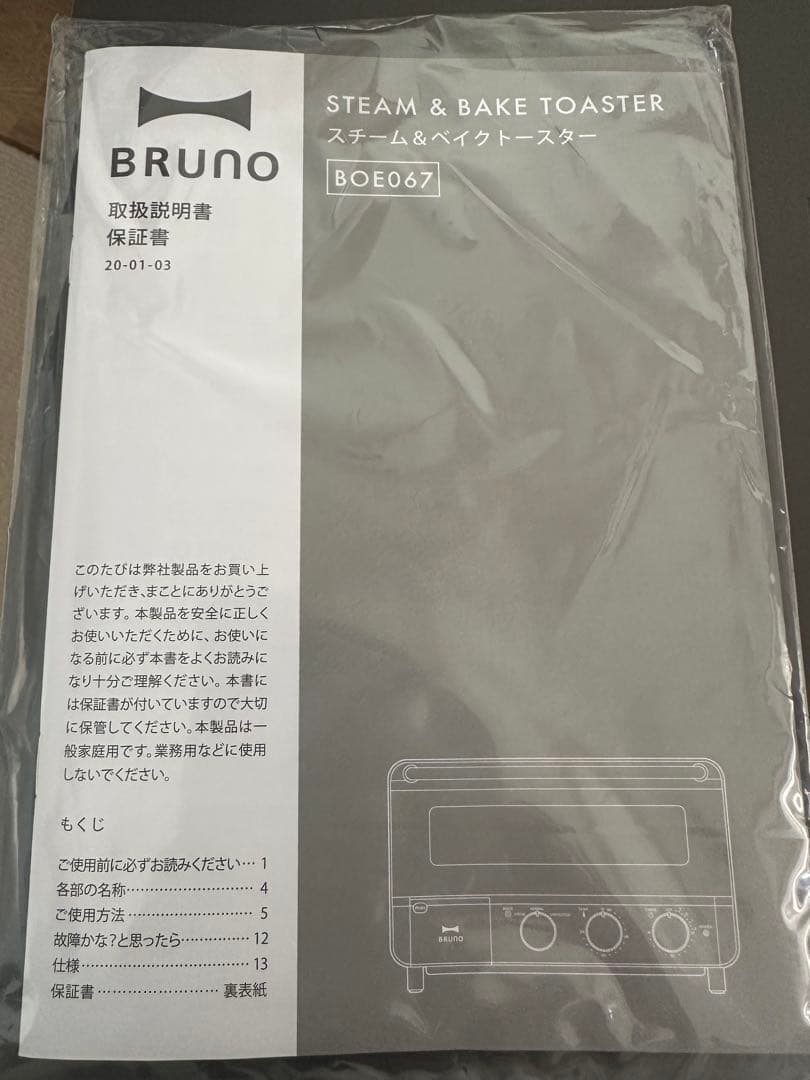 BRUNO
取扱説明書
保証書
20-01-03
STEAM & BAKE TOASTER
スチーム&ベイクトースター
BOE067
このたびは弊社製品をお買い上
げいただき、まことにありがとうご
ざいます。本製品を安全に正しく
お使いいただくために、お使いに
なる前に必ず本書をよくお読みに
なり十分ご理解ください。本書に
は保証書が付いていますので大切
に保管してください。本製品は一
般家庭用です。業務用などに使用
しないでください。
もくじ
ご使用前に必ずお読みください… 1
各部の名称………………………… 4
ご使用方法………………………… 5
故障かな?と思ったら…………… 12
仕様………………………………… 13
保証書…………………… 裏表紙
BRUNO